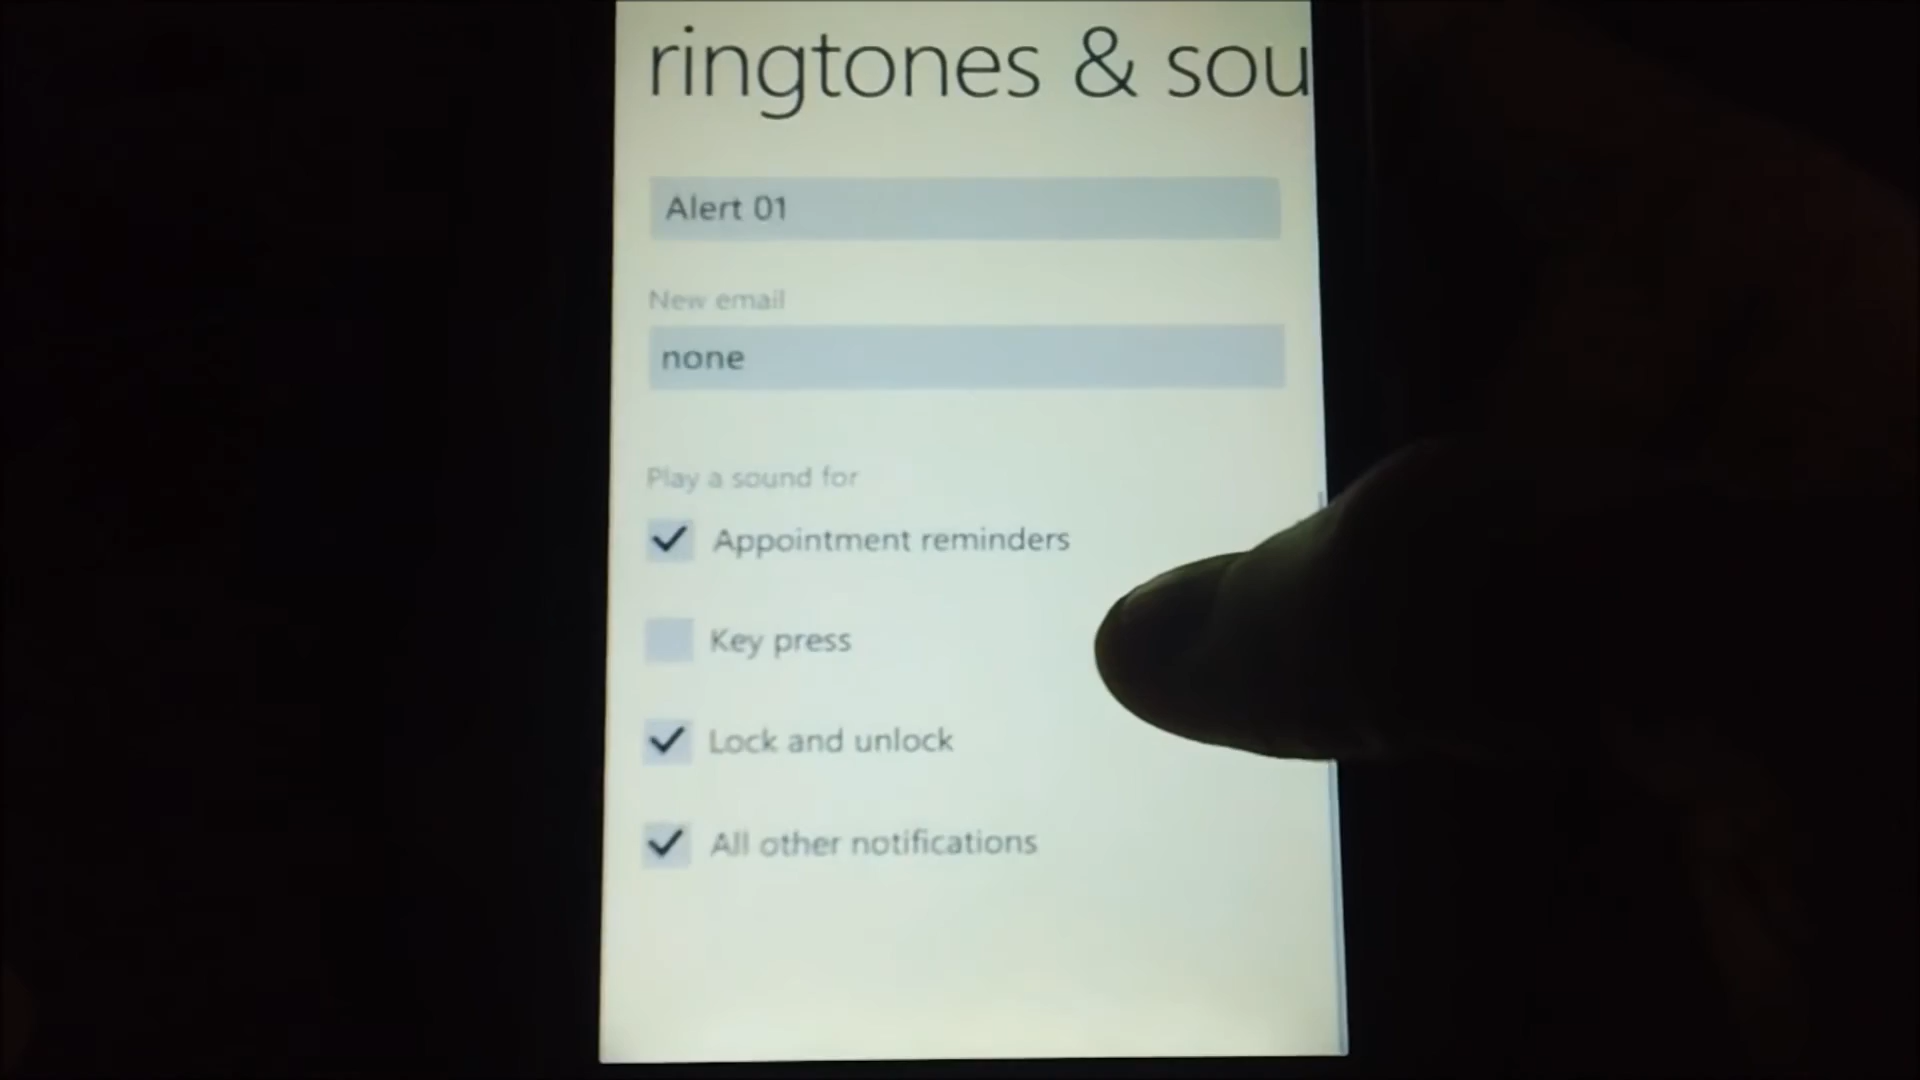 ringtones & sou
Alert 01
New email
none
Play a sound for
Appointment reminders
Key press
Lock and unlock
All other notifications